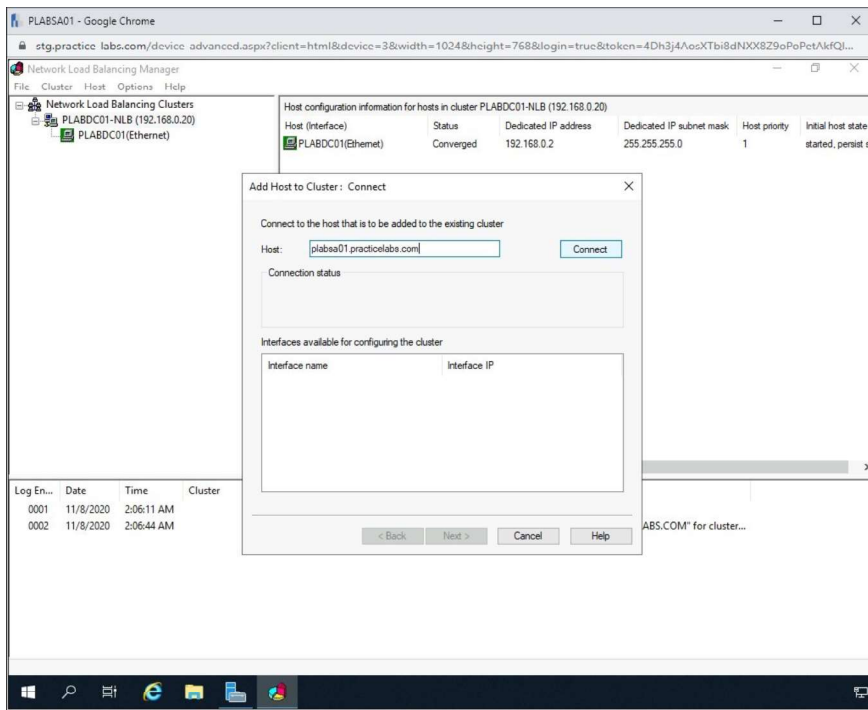 PLABSA01 - Google Chrome
stg.practice-labs.com/device-advanced.aspx?client=html&device=3&width=1024&height=768&login=true&token=4Dh3j4AosXTbi8dNXX8Z9oPoPetAkfQl...
Network Load Balancing Manager
File Cluster Host Options Help
Network Load Balancing Clusters
PLABDC01-NLB (192.168.0.20)
PLABDC01(Ethernet)
Host configuration information for hosts in cluster PLABDC01-NLB (192.168.0.20)
Host (Interface) Status Dedicated IP address Dedicated IP subnet mask Host priority Initial host state
PLABDC01(Ethernet) Converged 192.168.0.2 255.255.255.0 1 started, persist s
Add Host to Cluster : Connect
Connect to the host that is to be added to the existing cluster
Host: plabsa01.practicelabs.com Connect
Connection status
Interfaces available for configuring the cluster
Interface name Interface IP
< Back Next > Cancel Help
Log En... Date Time Cluster
0001 11/8/2020 2:06:11 AM
0002 11/8/2020 2:06:44 AM ABS.COM" for cluster...